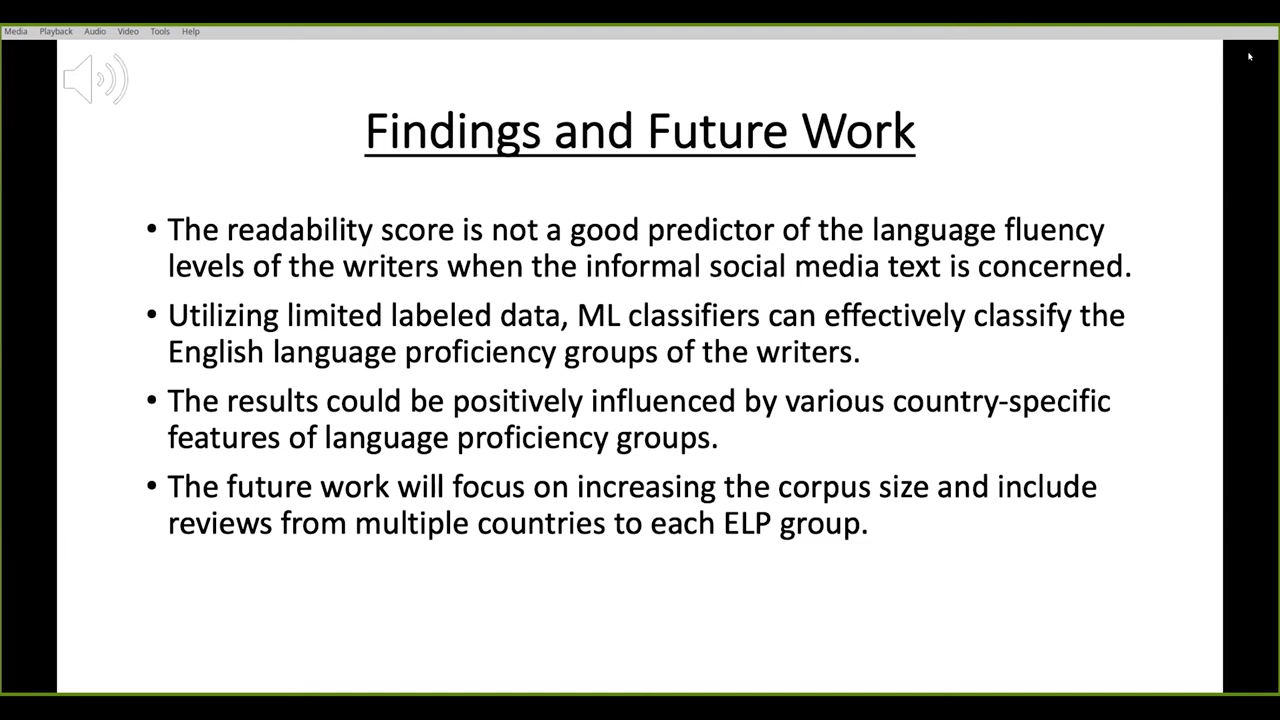 Media Playback Audio Video Tools Help
Findings and Future Work
• The readability score is not a good predictor of the language fluency
levels of the writers when the informal social media text is concerned.
• Utilizing limited labeled data, ML classifiers can effectively classify the
English language proficiency groups of the writers.
• The results could be positively influenced by various country-specific
features of language proficiency groups.
• The future work will focus on increasing the corpus size and include
reviews from multiple countries to each ELP group.